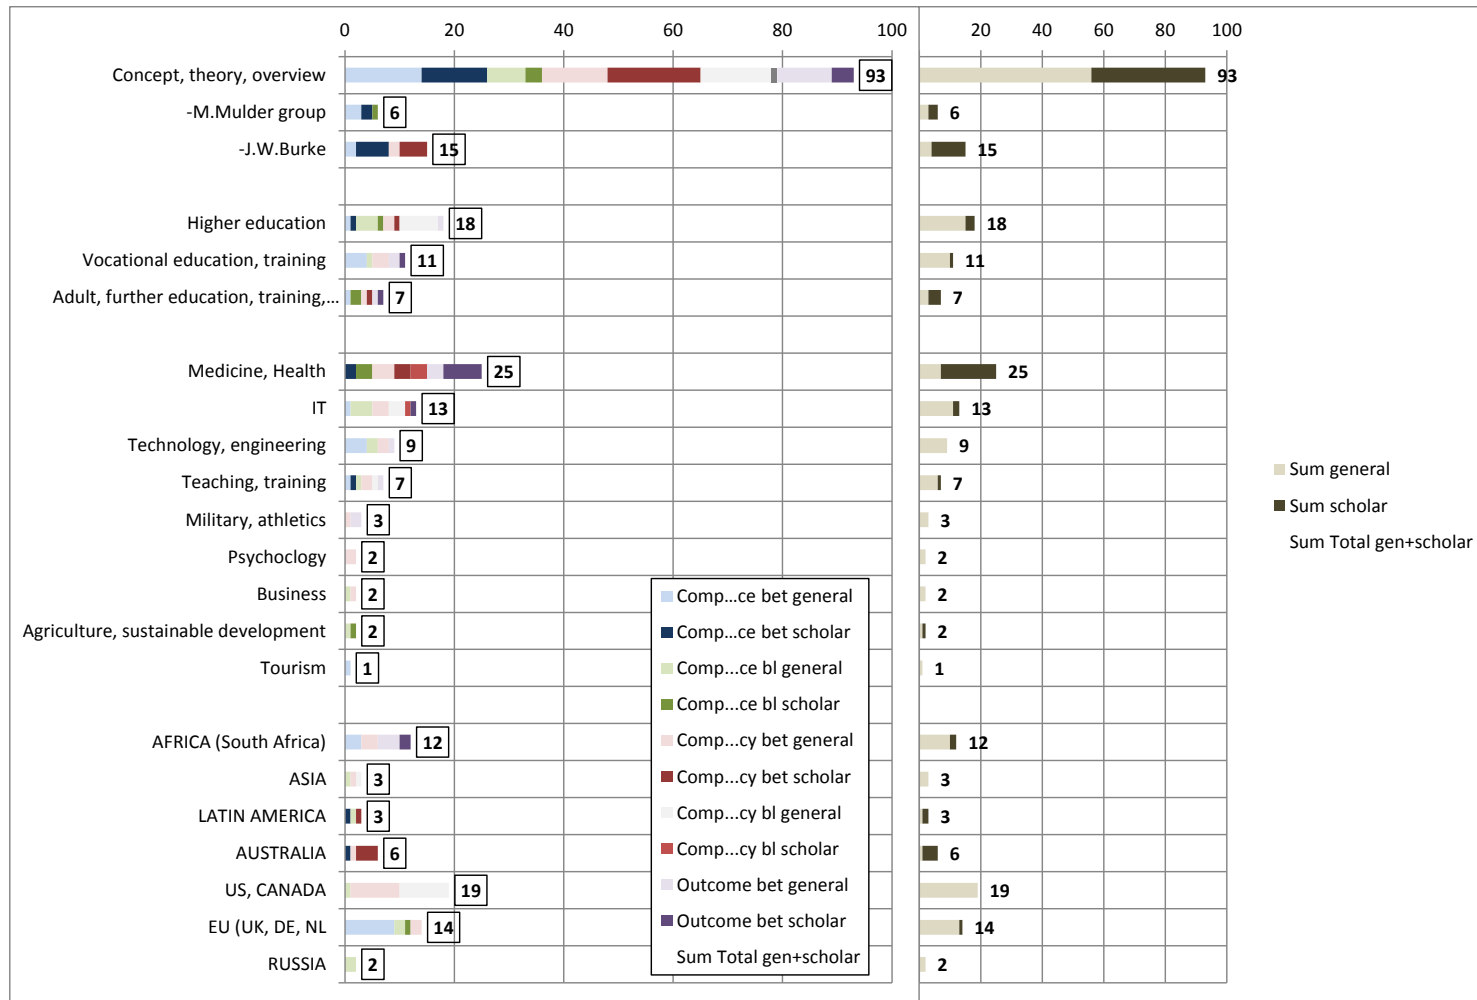 0 20 40 60 80 100 0 20 40 60 80 100
Concept, theory, overview 93 93
-M.Mulder group 6 6
-J.W.Burke 15 15
Higher education 18 18
Vocational education, training 11 11
Adult, further education, training,... 7 7
Medicine, Health 25 25
IT 13 13
Technology, engineering 9 9
Teaching, training 7 7
Military, athletics 3 3
Psychoclogy 2 2
Business 2 2
Agriculture, sustainable development 2 2
Tourism 1 1
AFRICA (South Africa) 12 12
ASIA 3 3
LATIN AMERICA 3 3
AUSTRALIA 6 6
US, CANADA 19 19
EU (UK, DE, NL 14 14
RUSSIA 2 2
Comp...ce bet general
Comp...ce bet scholar
Comp...ce bl general
Comp...ce bl scholar
Comp...cy bet general
Comp...cy bet scholar
Comp...cy bl general
Comp...cy bl scholar
Outcome bet general
Outcome bet scholar
Sum Total gen+scholar
Sum general
Sum scholar
Sum Total gen+scholar